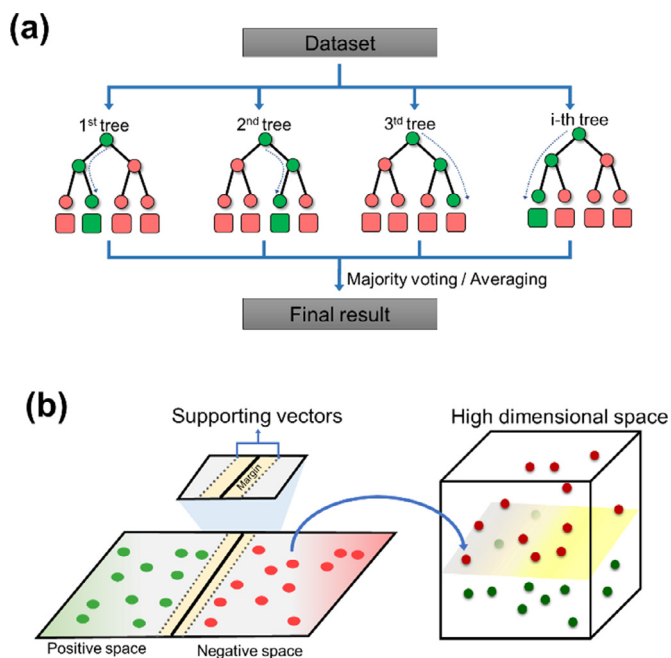 (a)
Dataset
1st tree
2nd tree
3td tree
i-th tree
Majority voting / Averaging
Final result
(b)
Supporting vectors
High dimensional space
Margin
Positive space
Negative space